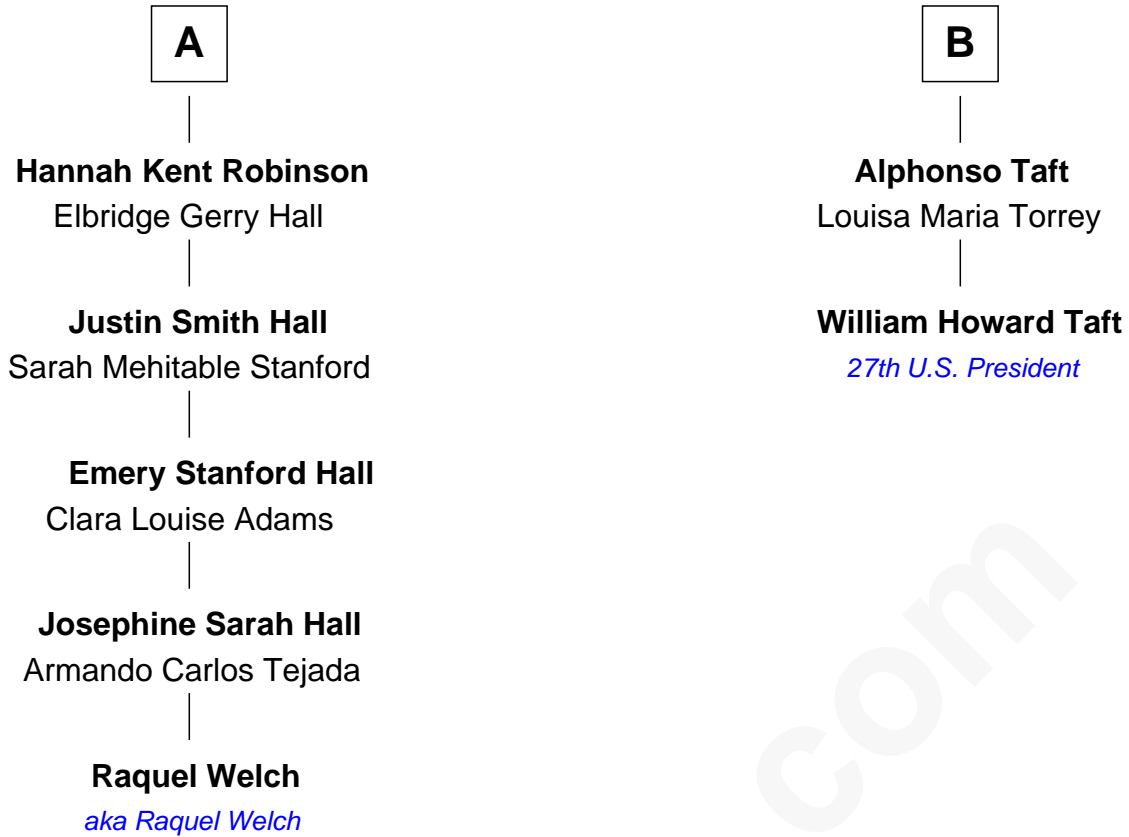 A
Hannah Kent Robinson
Elbridge Gerry Hall
Justin Smith Hall
Sarah Mehitable Stanford
Emery Stanford Hall
Clara Louise Adams
Josephine Sarah Hall
Armando Carlos Tejada
Raquel Welch
aka Raquel Welch
B
Alphonso Taft
Louisa Maria Torrey
William Howard Taft
27th U.S. President
com